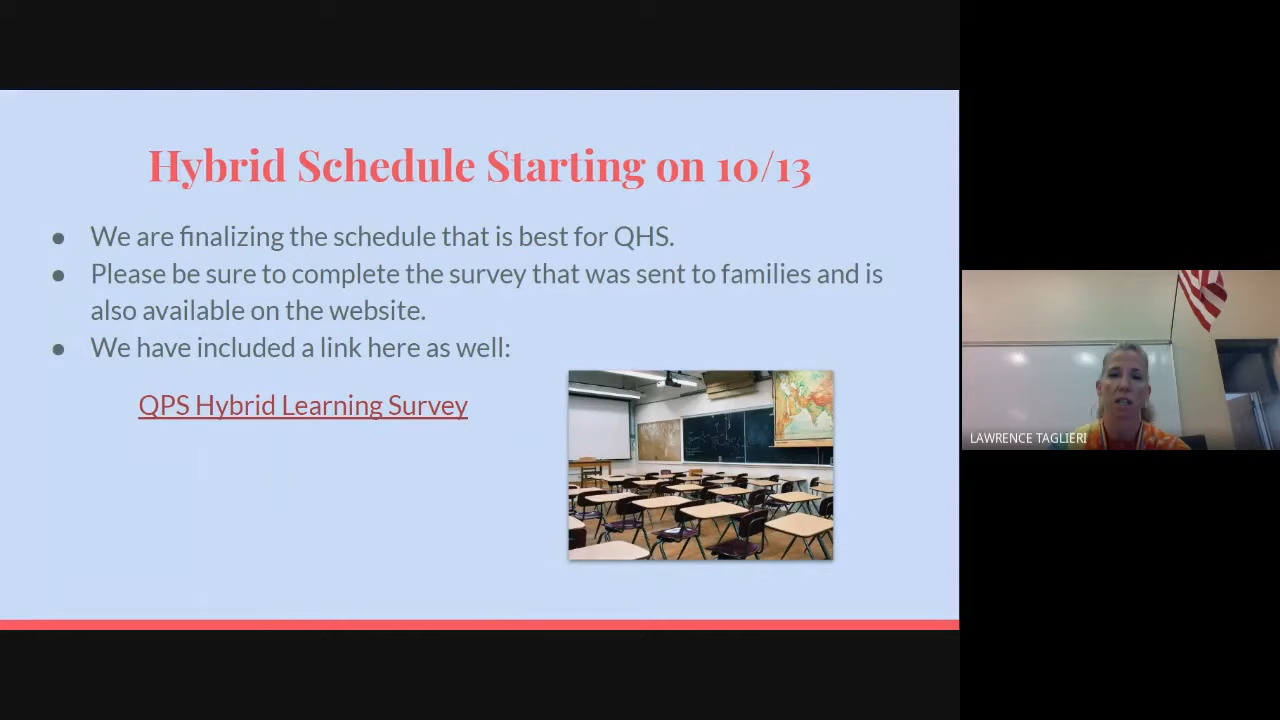 Hybrid Schedule Starting on 10/13
● We are finalizing the schedule that is best for QHS.
● Please be sure to complete the survey that was sent to families and is
also available on the website.
● We have included a link here as well:
QPS Hybrid Learning Survey
LAWRENCE TAGLIERI